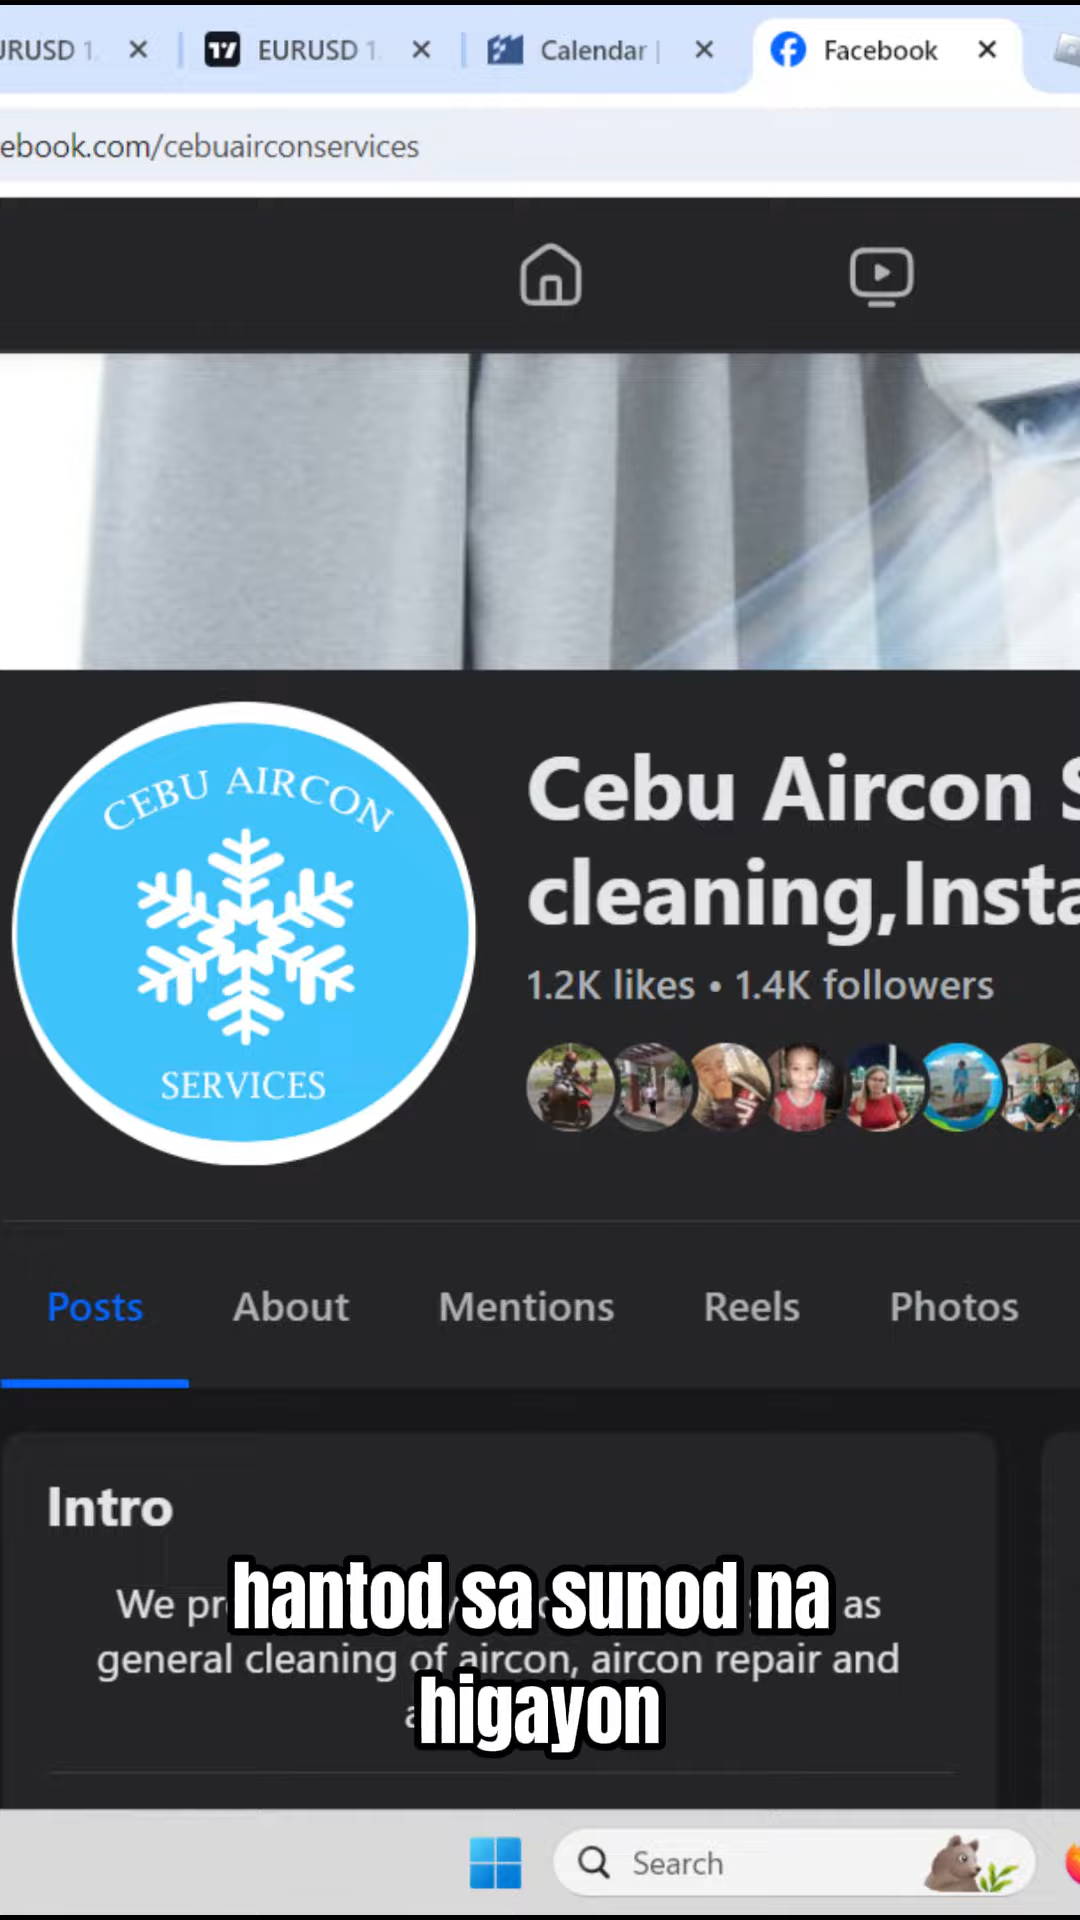 URUSD 1
EURUSD 1
Calendar |
Facebook
ebook.com/cebuairconservices
CEBU AIRCON
SERVICES
Cebu Aircon S
cleaning,Insta
1.2K likes • 1.4K followers
Posts
About
Mentions
Reels
Photos
Intro
We pr as
general cleaning of aircon, aircon repair and
hantod sa sunod na
higayon
Search